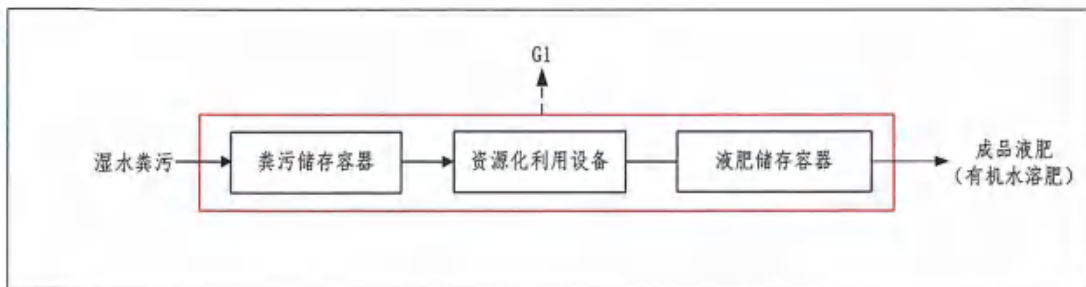 G1
湿水粪污
粪污储存容器
资源化利用设备
液肥储存容器
成品液肥
（有机水溶肥）